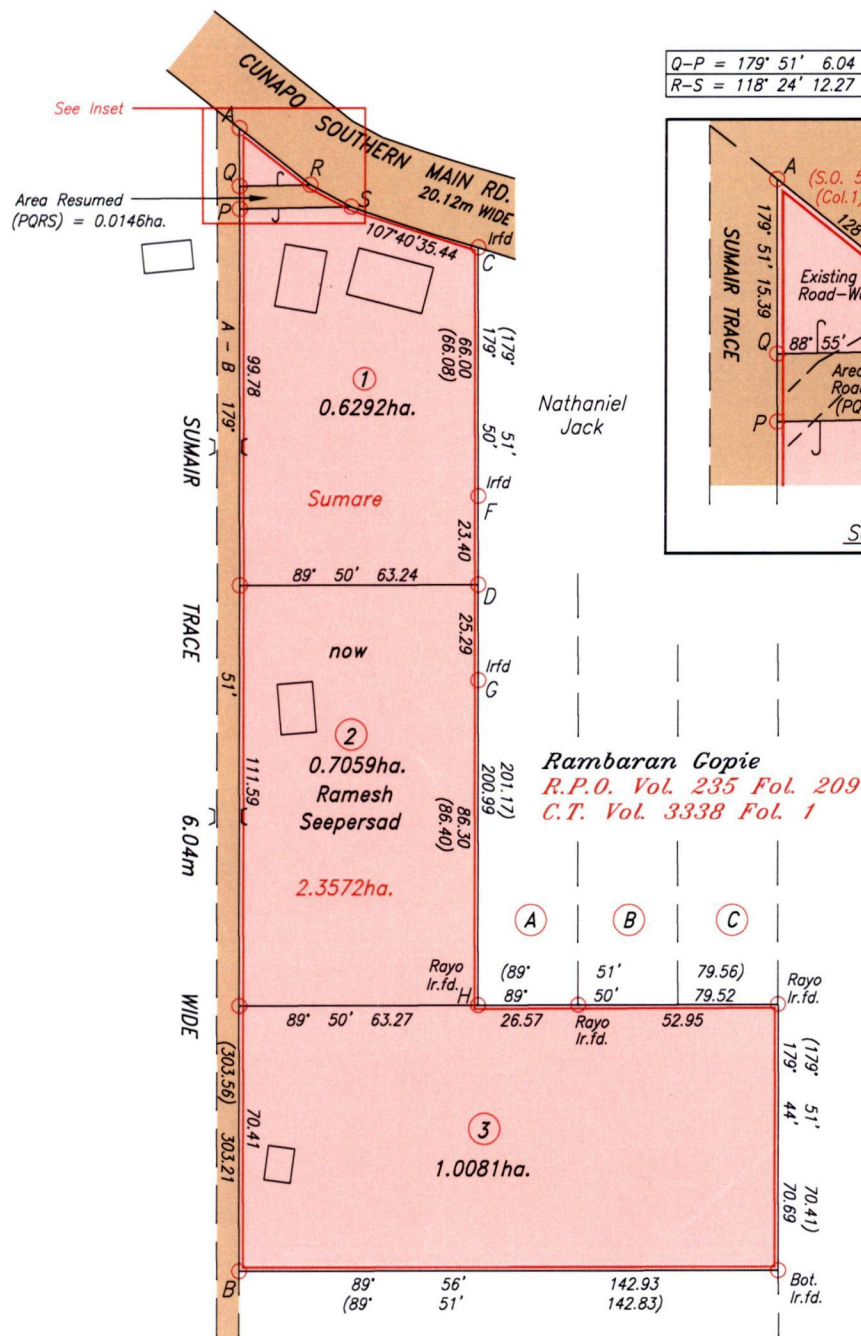 Q-P = 179° 51' 6.04
R-S = 118° 24' 12.27
CUNAPO SOUTHERN MAIN RD.
20.12m WIDE
See Inset
A
Q
R
P
S
Area Resumed
(PQRS) = 0.0146ha.
107°40'35.44
Irfd
C
A
(S.O. 5
(Col.1)
128°
179° 51' 15.39
SUMAIR TRACE
Existing
Road-Wa
Q
88° 55'
Area
Road
(PQ
P
A - B 179° 51'
99.78
1
0.6292ha.
66.00
(66.08)
(179° 51'
179° 50'
Nathaniel
Jack
Irfd
F
Sumare
23.40
89° 50' 63.24
D
SUMAIR TRACE 6.04m WIDE
now
25.29
Irfd
G
2
0.7059ha.
Ramesh
Seepersad
111.59
2.3572ha.
86.30
(86.40)
201.17)
200.99
Rambaran Gopie
R.P.O. Vol. 235 Fol. 209
C.T. Vol. 3338 Fol. 1
A
B
C
Rayo
Ir.fd.
H
(89° 51' 79.56)
89° 50' 79.52
Rayo
Ir.fd.
89° 50' 63.27
26.57
Rayo
Ir.fd.
52.95
(303.56)
303.21
70.41
3
1.0081ha.
(179° 51' 70.41)
179° 44' 70.69
B
89° 56' 142.93
(89° 51' 142.83)
Bot.
Ir.fd.